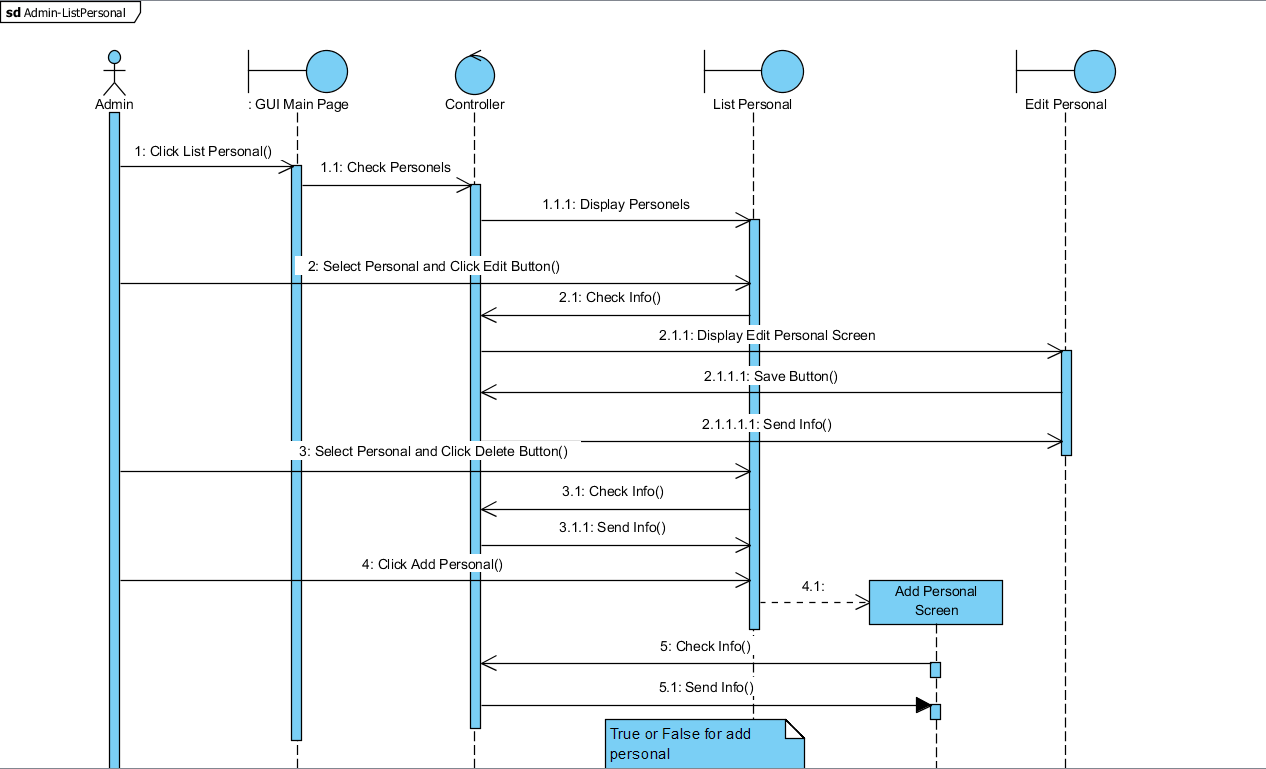 sd Admin-ListPersonal
Admin
: GUI Main Page
Controller
List Personal
Edit Personal
1: Click List Personal()
1.1: Check Personels
1.1.1: Display Personels
2: Select Personal and Click Edit Button()
2.1: Check Info()
2.1.1: Display Edit Personal Screen
2.1.1.1: Save Button()
2.1.1.1.1: Send Info()
3: Select Personal and Click Delete Button()
3.1: Check Info()
3.1.1: Send Info()
4: Click Add Personal()
4.1:
Add Personal
Screen
5: Check Info()
5.1: Send Info()
True or False for add
personal